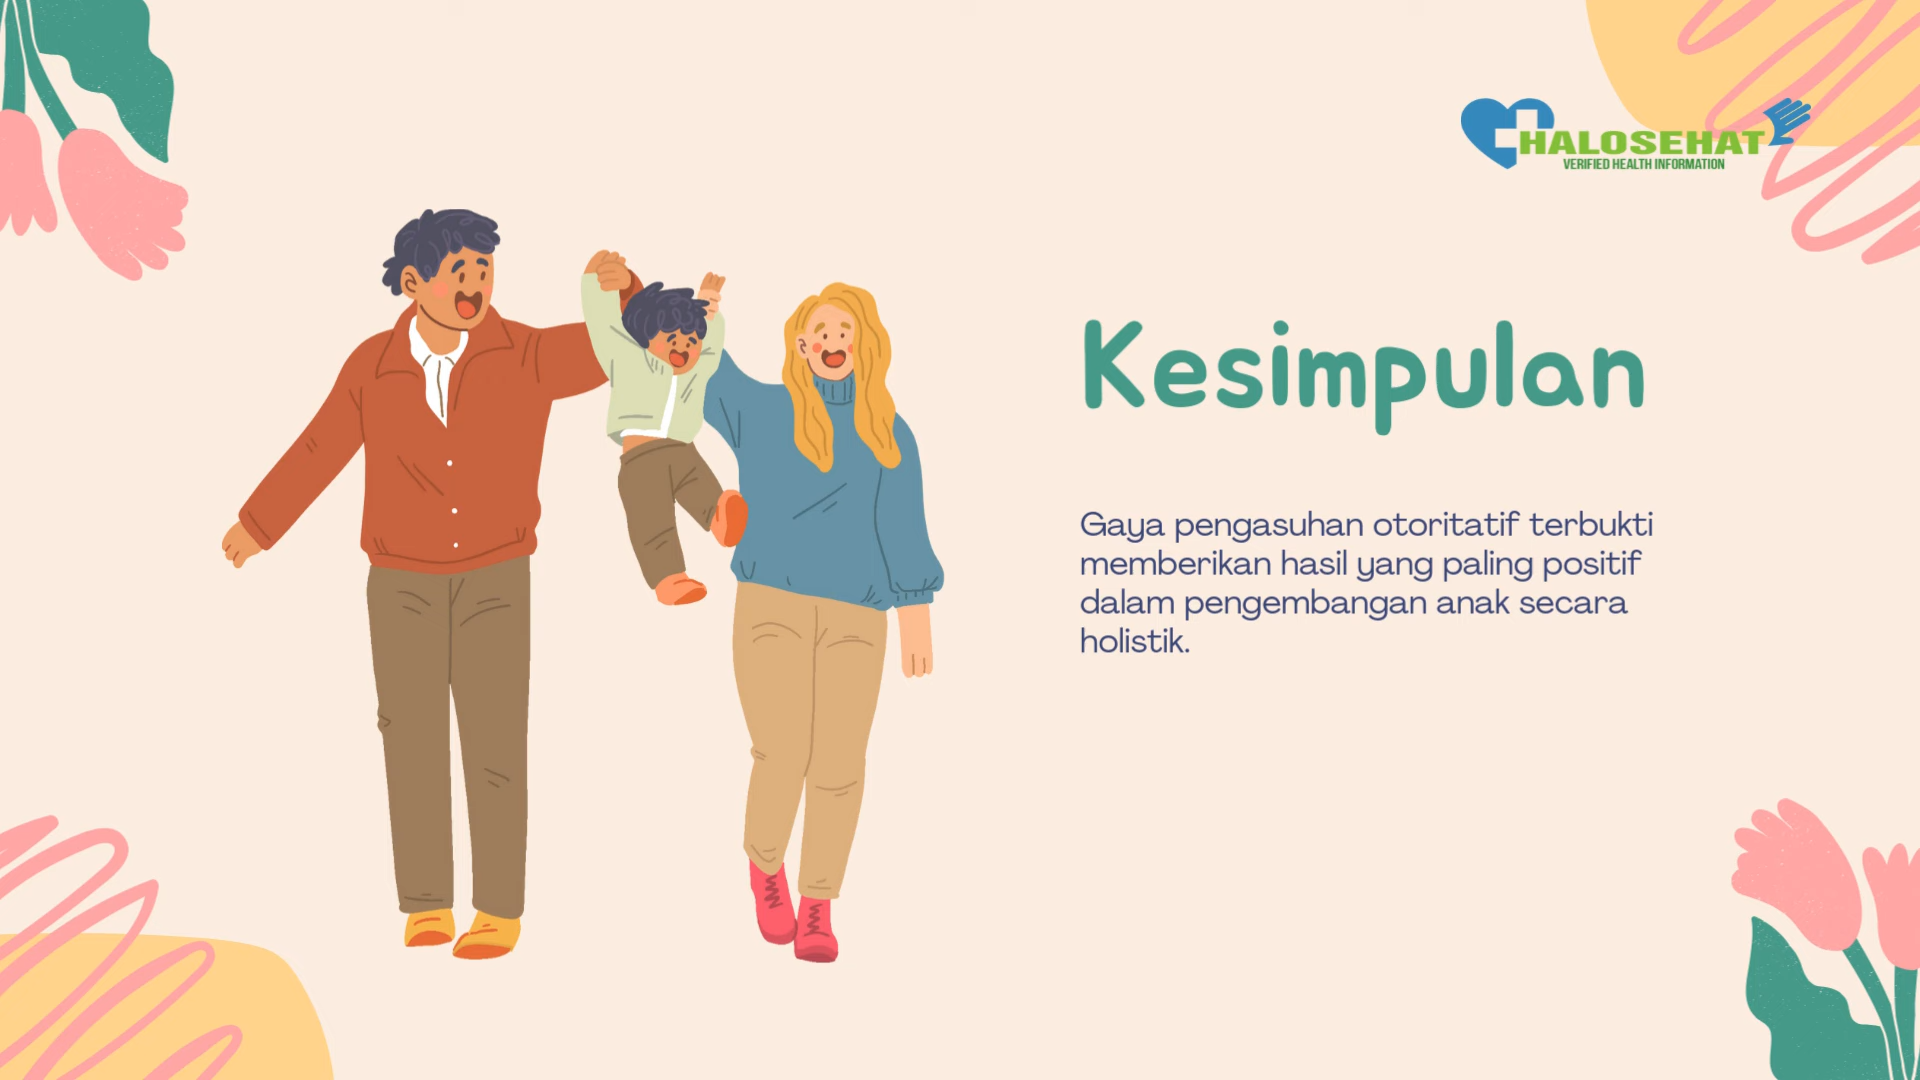 HALOSEHAT
VERIFIED HEALTH INFORMATION
Kesimpulan
Gaya pengasuhan otoritatif terbukti
memberikan hasil yang paling positif
dalam pengembangan anak secara
holistik.